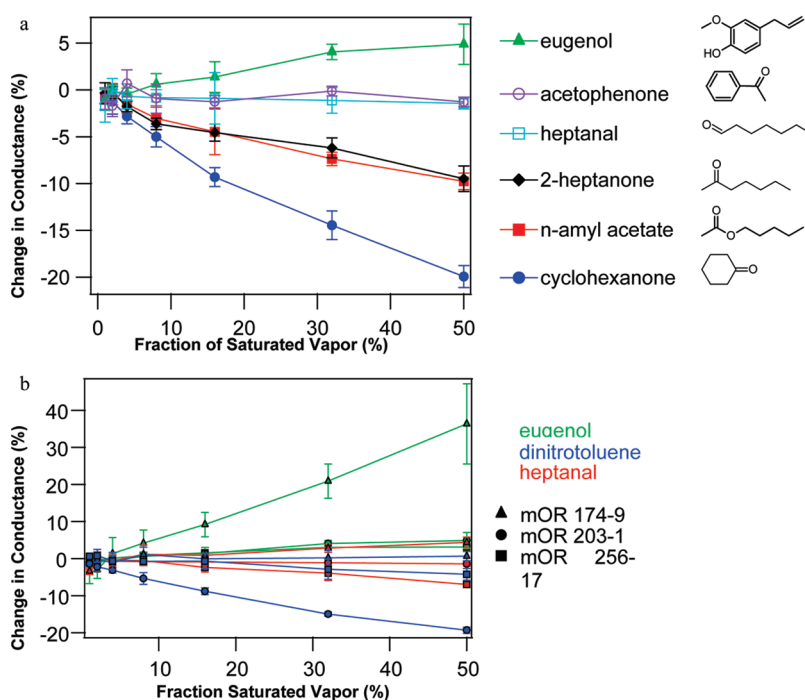 a
5
0
-5
-10
-15
-20
Change in Conductance (%)
0
10
20
30
40
50
Fraction of Saturated Vapor (%)
eugenol
acetophenone
heptanal
2-heptanone
n-amyl acetate
cyclohexanone
O
HO
O
O
O
O
O
O
b
40
30
20
10
0
-10
-20
Change in Conductance (%)
10
20
30
40
50
Fraction Saturated Vapor (%)
eugenol
dinitrotoluene
heptanal
mOR 174-9
mOR 203-1
mOR 256-
17